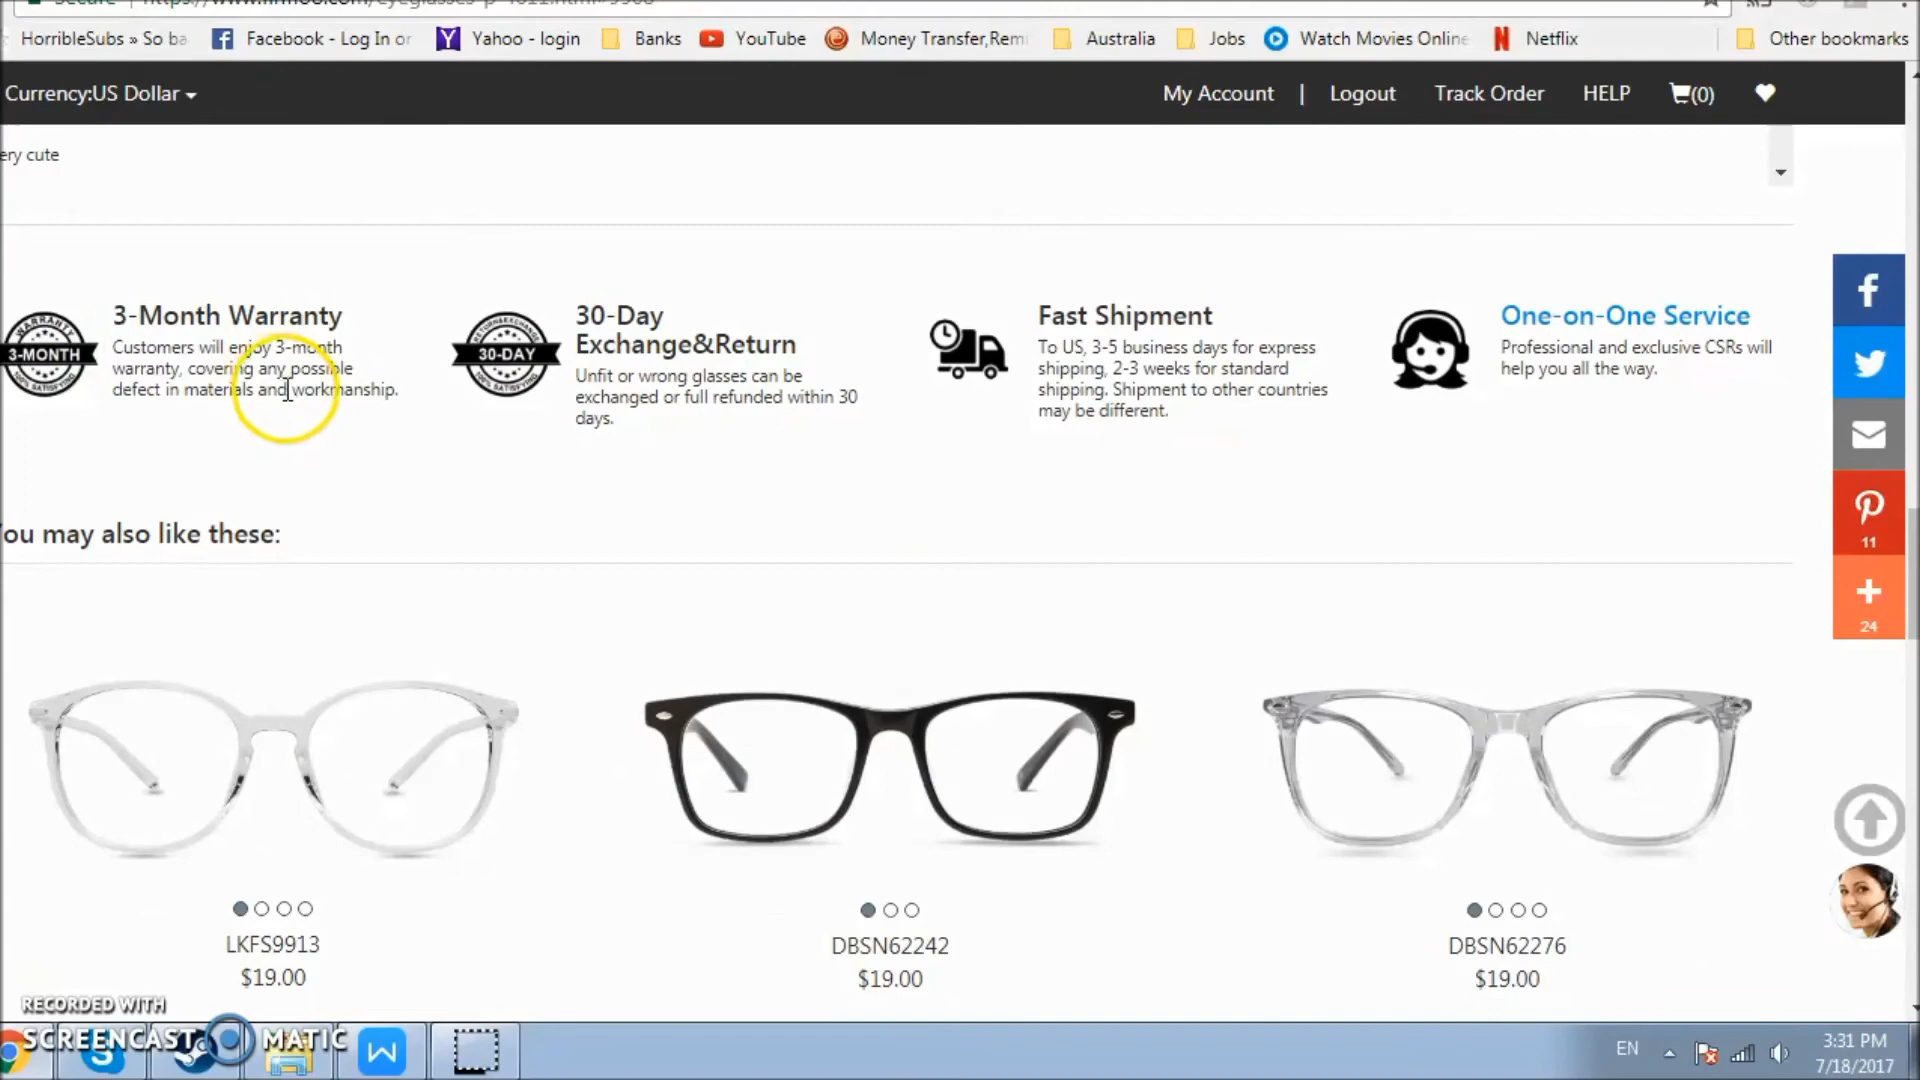 HorribleSubs » So ba
Facebook - Log In or
Yahoo - login
Banks
YouTube
Money Transfer,Rem
Australia
Jobs
Watch Movies Online
Netflix
Other bookmarks
Currency:US Dollar
My Account | Logout Track Order HELP (0)
ery cute
WARRANTY
3-MONTH
3-Month Warranty
Customers will enjoy 3-month
warranty, covering any possible
defect in materials and workmanship.
30-DAY
30-Day
Exchange&Return
Unfit or wrong glasses can be
exchanged or full refunded within 30
days.
Fast Shipment
To US, 3-5 business days for express
shipping, 2-3 weeks for standard
shipping. Shipment to other countries
may be different.
One-on-One Service
Professional and exclusive CSRs will
help you all the way.
11
24
You may also like these:
LKFS9913
$19.00
DBSN62242
$19.00
DBSN62276
$19.00
RECORDED WITH
SCREENCAST MATIC
EN
3:31 PM
7/18/2017